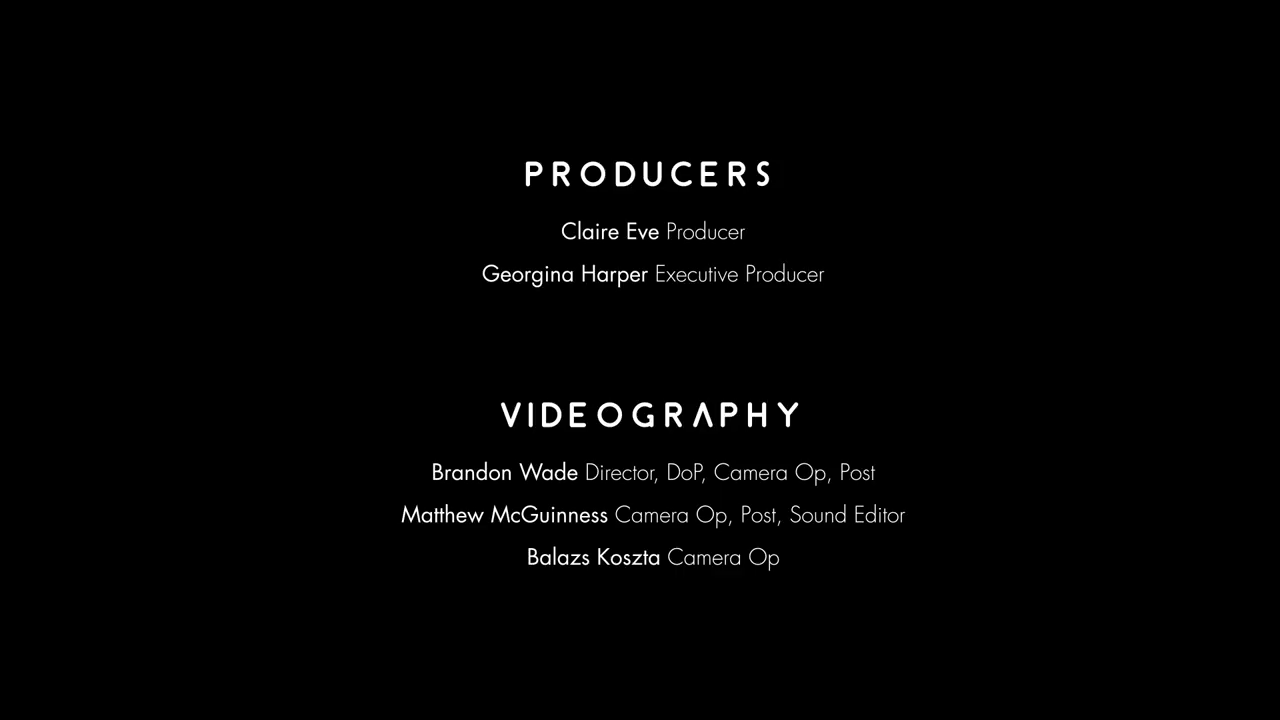 PRODUCERS
Claire Eve Producer
Georgina Harper Executive Producer
VIDEOGRAPHY
Brandon Wade Director, DoP, Camera Op, Post
Matthew McGuinness Camera Op, Post, Sound Editor
Balazs Koszta Camera Op